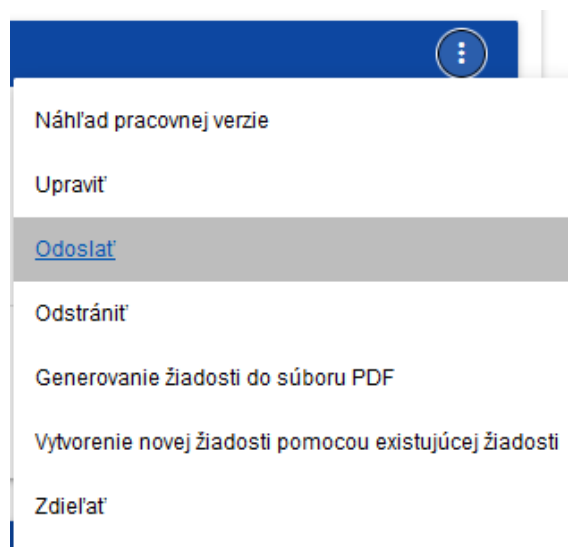 Náhľad pracovnej verzie
Upraviť
Odoslať
Odstrániť
Generovanie žiadosti do súboru PDF
Vytvorenie novej žiadosti pomocou existujúcej žiadosti
Zdieľať